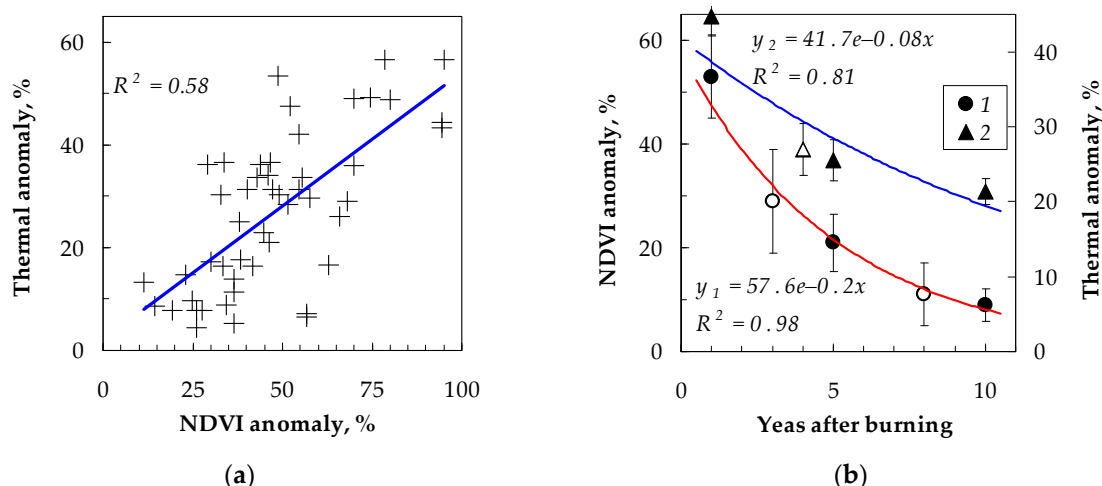 Thermal anomaly, %
60
40
20
0
R² = 0.58
0
25
50
75
100
NDVI anomaly, %
(a)
NDVI anomaly, %
60
40
20
0
y₂ = 41.7e–0.08x
R² = 0.81
1
2
y₁ = 57.6e–0.2x
R² = 0.98
40
30
20
10
0
Thermal anomaly, %
0
5
10
Yeas after burning
(b)